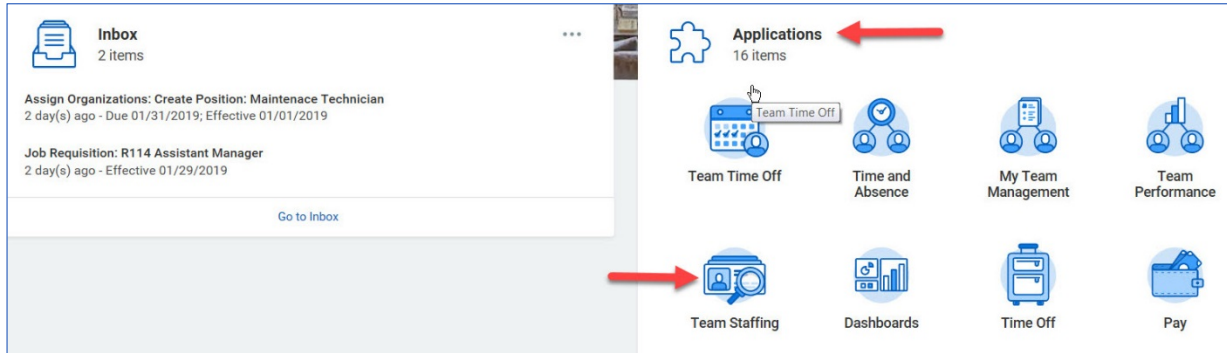 Inbox
2 items
Assign Organizations: Create Position: Maintenace Technician
2 day(s) ago - Due 01/31/2019; Effective 01/01/2019
Job Requisition: R114 Assistant Manager
2 day(s) ago - Effective 01/29/2019
Go to Inbox
Applications
16 items
Team Time Off
Team Time Off
Time and
Absence
My Team
Management
Team
Performance
Team Staffing
Dashboards
Time Off
Pay